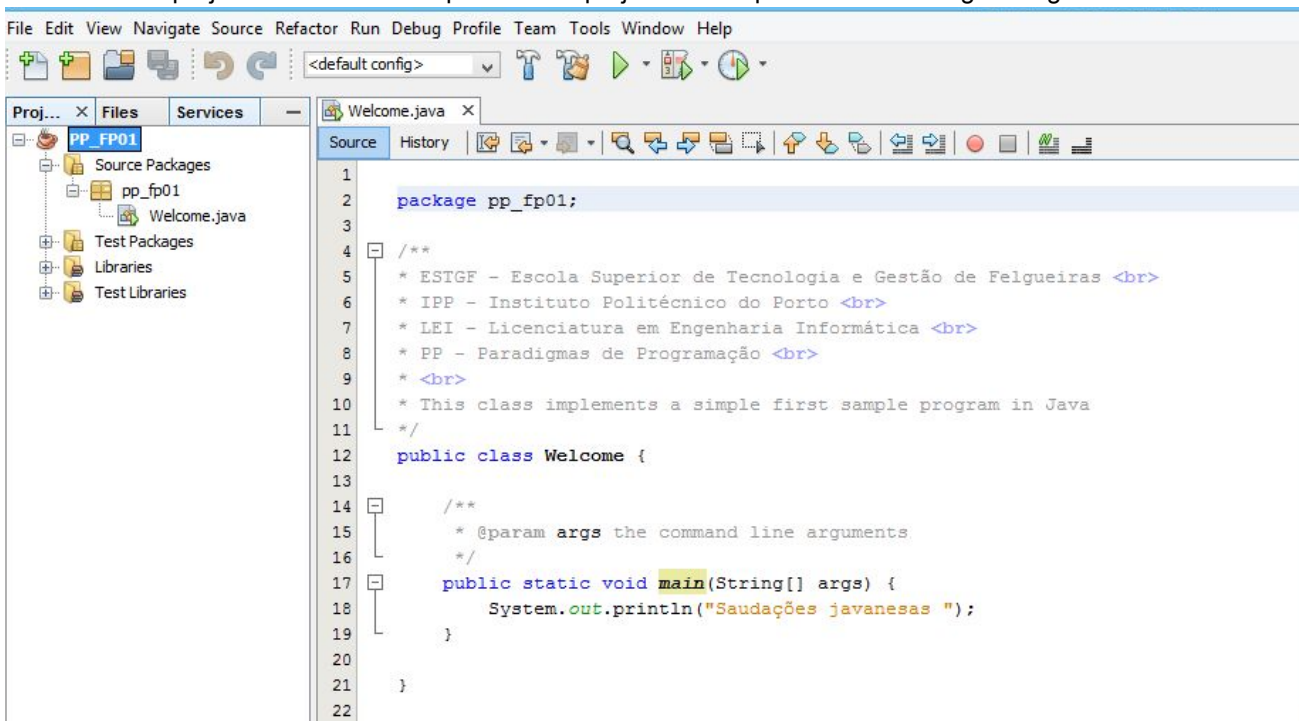 File Edit View Navigate Source Refactor Run Debug Profile Team Tools Window Help
<default config>
Proj... Files Services
Welcome.java
Source History
PP_FP01
Source Packages
pp_fp01
Welcome.java
Test Packages
Libraries
Test Libraries
1
2 package pp_fp01;
3
4 /**
5 * ESTGF - Escola Superior de Tecnologia e Gestão de Felgueiras <br>
6 * IPP - Instituto Politécnico do Porto <br>
7 * LEI - Licenciatura em Engenharia Informática <br>
8 * PP - Paradigmas de Programação <br>
9 * <br>
10 * This class implements a simple first sample program in Java
11 */
12 public class Welcome {
13
14 /**
15 * @param args the command line arguments
16 */
17 public static void main(String[] args) {
18 System.out.println("Saudações javanesas ");
19 }
20
21 }
22